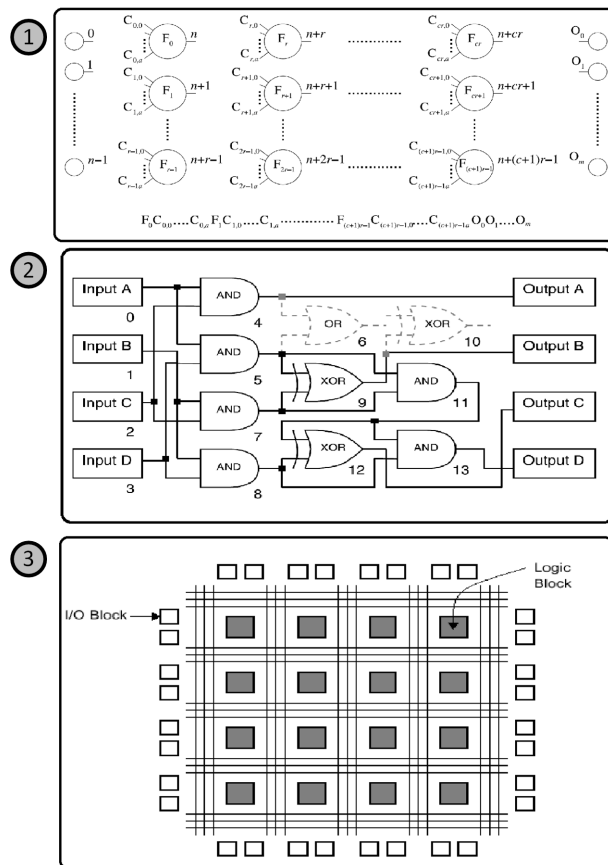 1
0 C0,0 F0 n Cr,0 Fr n+r Ccr,0 Fcr n+cr O0
C0,a Cr,a Ccr,a
1 C1,0 F1 n+1 Cr+1,0 Fr+1 n+r+1 Ccr+1,0 Fcr+1 n+cr+1 O1
C1,a Cr+1,a Ccr+1,a
n−1 Cr−1,0 Fr−1 n+r−1 C2r−1,0 F2r−1 n+2r−1 C(c+1)r−1,0 F(c+1)r−1 n+(c+1)r−1 Om
Cr−1,a C2r−1,a C(c+1)r−1,a
F0C0,0.....C0,aF1C1,0.....C1,a..............F(c+1)r−1C(c+1)r−1,0.....C(c+1)r−1,aO0O1.....Om
2
Input A AND Output A
0 4 OR XOR
6 10
Input B AND Output B
1 5 XOR AND
9 11
Input C AND Output C
2 7
Input D AND XOR AND Output D
3 8 12 13
3
Logic
Block
I/O Block